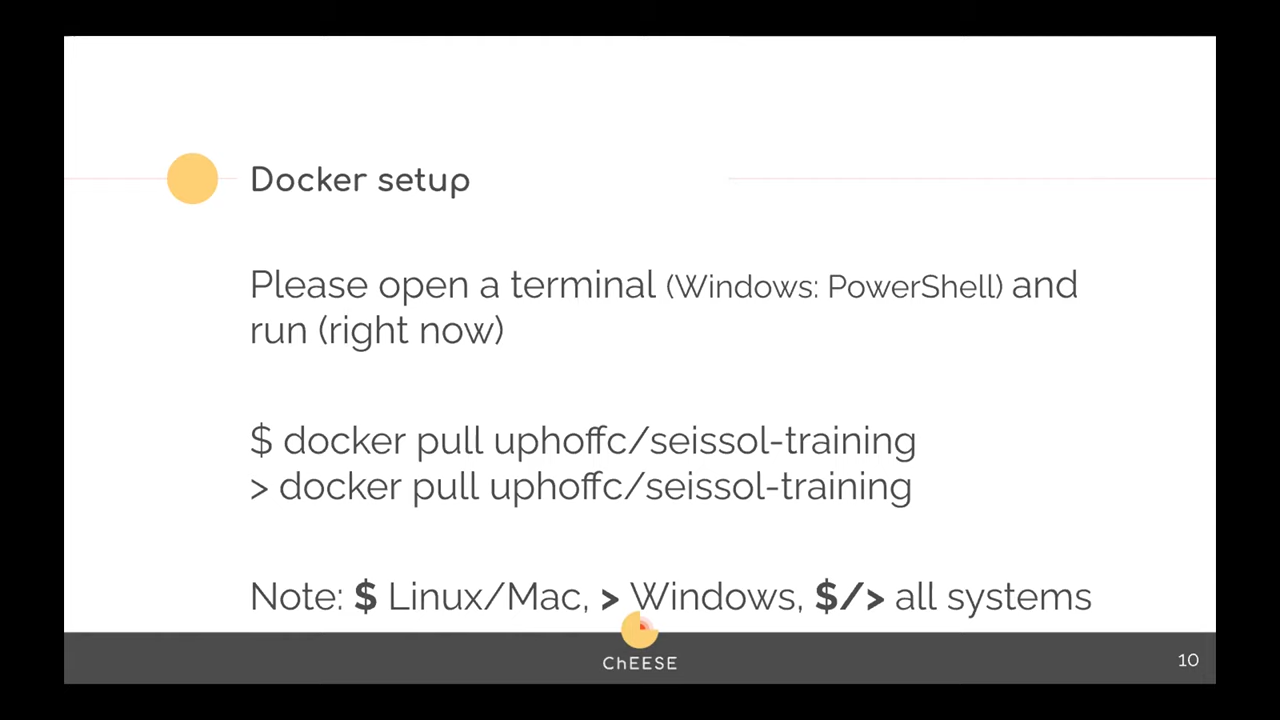 Docker setup
Please open a terminal (Windows: PowerShell) and
run (right now)
$ docker pull uphoffc/seissol-training
> docker pull uphoffc/seissol-training
Note: $ Linux/Mac, > Windows, $/> all systems
ChEESE
10